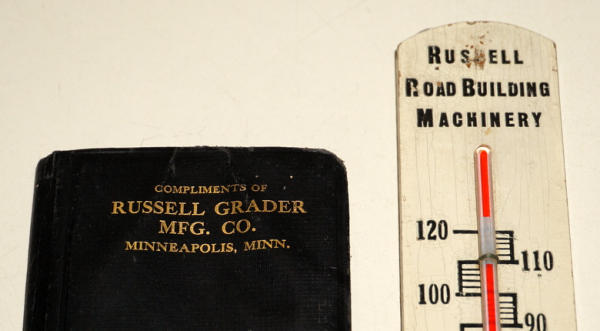 COMPLIMENTS OF
RUSSELL GRADER
MFG. CO.
MINNEAPOLIS, MINN.
RUSSELL
ROAD BUILDING
MACHINERY
120
110
100
90